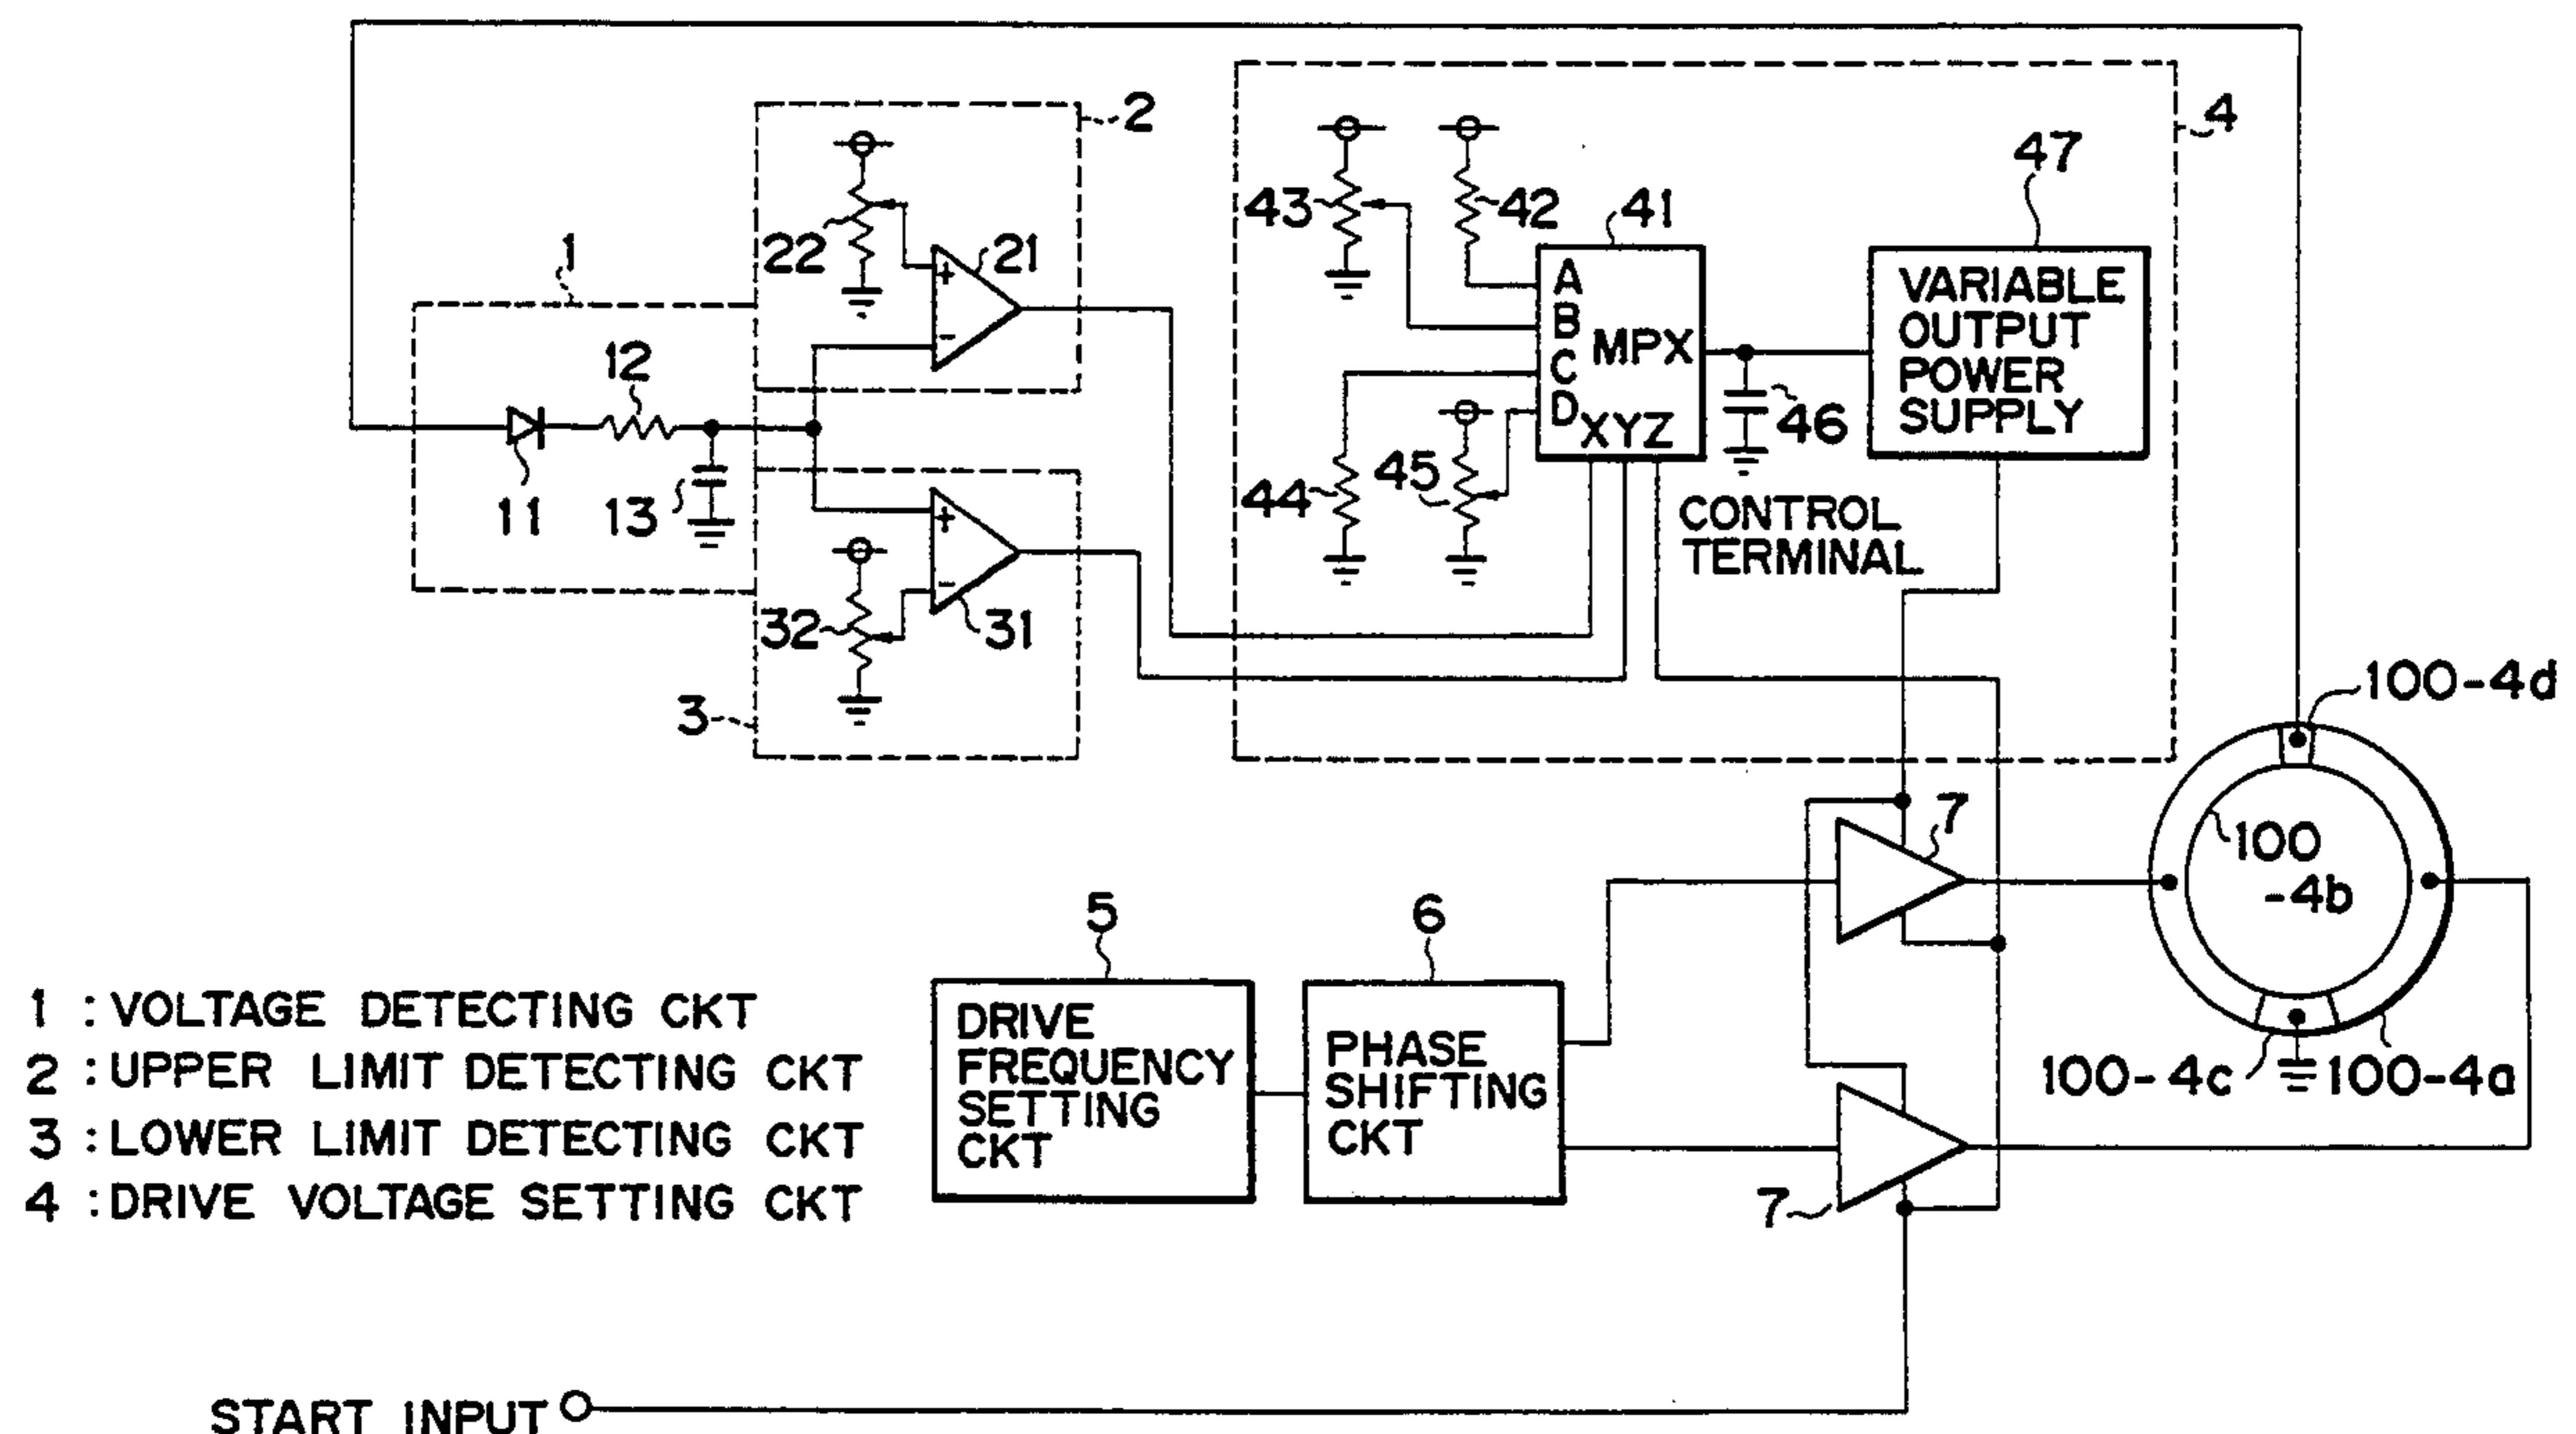 2
4
47
43
42
41
22
21
+
-
1
A
B
C
D
MPX
XYZ
VARIABLE
OUTPUT
POWER
SUPPLY
12
46
11
13
44
45
CONTROL
TERMINAL
+
-
32
31
3
100-4d
7
100
-4b
5
6
1 : VOLTAGE DETECTING CKT
2 : UPPER LIMIT DETECTING CKT
3 : LOWER LIMIT DETECTING CKT
4 : DRIVE VOLTAGE SETTING CKT
DRIVE
FREQUENCY
SETTING
CKT
PHASE
SHIFTING
CKT
100-4c
100-4a
7
START INPUT